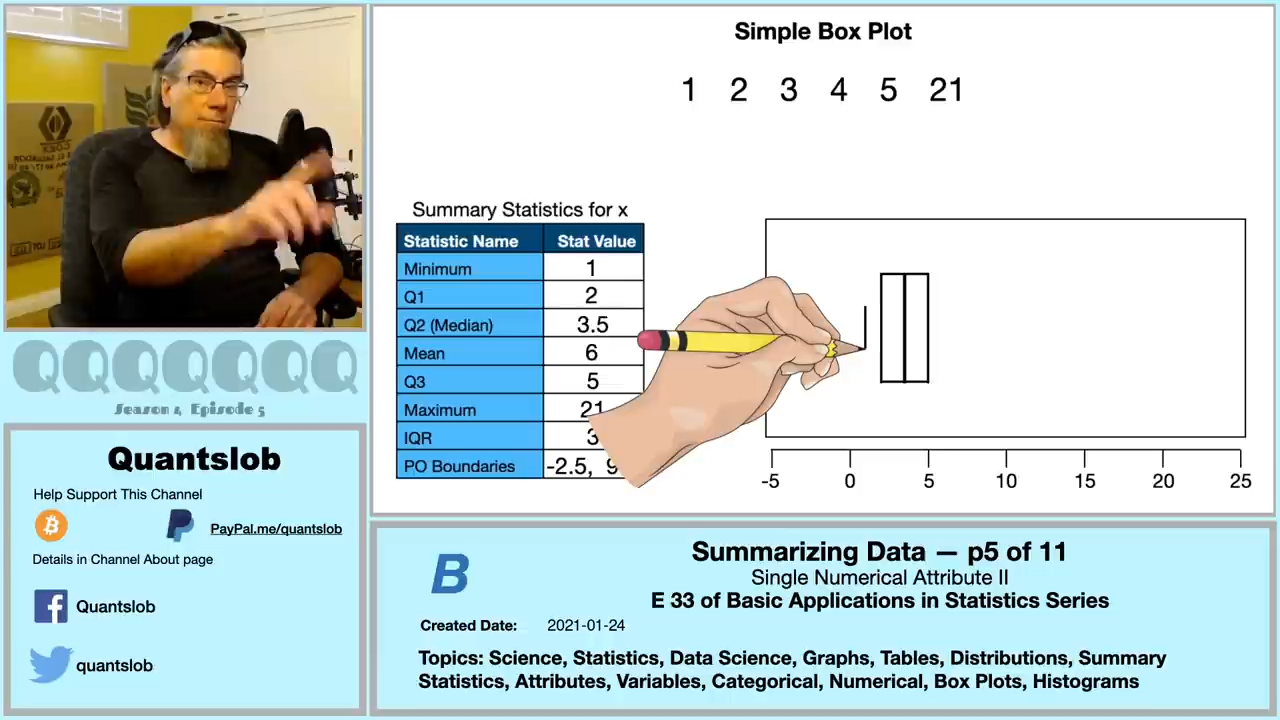 Simple Box Plot
1 2 3 4 5 21
Summary Statistics for x
Statistic Name Stat Value
Minimum 1
Q1 2
Q2 (Median) 3.5
Mean 6
Q3 5
Maximum 21
IQR 3
PO Boundaries -2.5, 9
-5 0 5 10 15 20 25
QQQQQQQ
Season 4 Episode 5
Quantslob
Help Support This Channel
PayPal.me/quantslob
Details in Channel About page
Quantslob
quantslob
B
Summarizing Data — p5 of 11
Single Numerical Attribute II
E 33 of Basic Applications in Statistics Series
Created Date: 2021-01-24
Topics: Science, Statistics, Data Science, Graphs, Tables, Distributions, Summary
Statistics, Attributes, Variables, Categorical, Numerical, Box Plots, Histograms